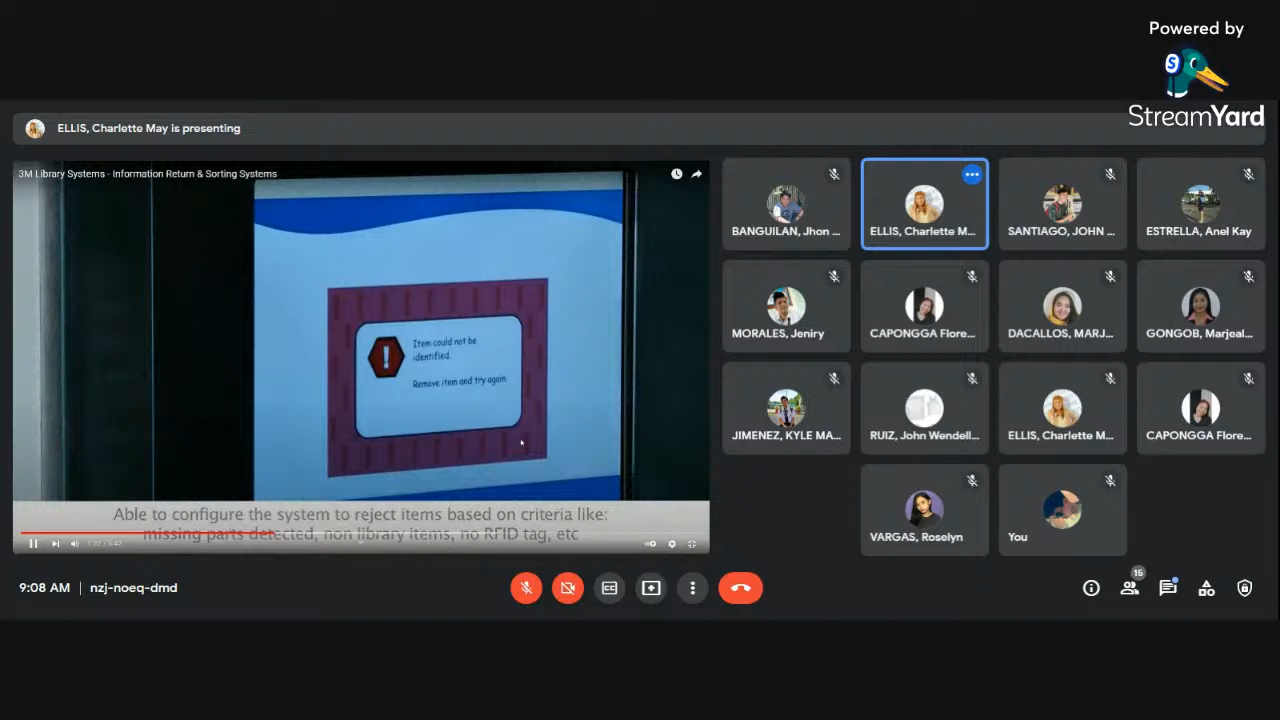 Powered by
StreamYard
ELLIS, Charlette May is presenting
3M Library Systems - Information Return & Sorting Systems
Item could not be
identified.
Remove item and try again.
Able to configure the system to reject items based on criteria like:
missing parts detected, non library items, no RFID tag, etc
BANGUILAN, Jhon ...
ELLIS, Charlette M...
SANTIAGO, JOHN ...
ESTRELLA, Anel Kay
MORALES, Jeniry
CAPONGGA Flore...
DACALLOS, MARJ...
GONGOB, Marjeal...
JIMENEZ, KYLE MA...
RUIZ, John Wendell...
ELLIS, Charlette M...
CAPONGGA Flore...
VARGAS, Roselyn
You
9:08 AM | nzj-noeq-dmd
CC
15